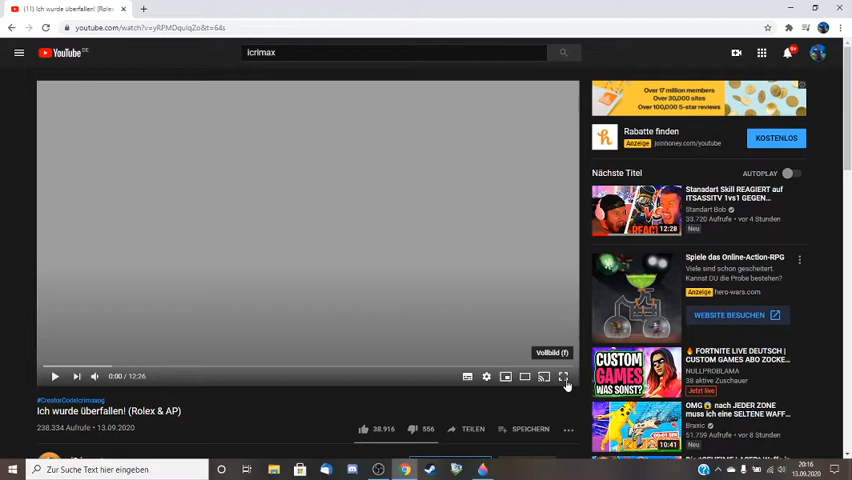 (11) Ich wurde überfallen! (Rolex
youtube.com/watch?v=yRPMDquIqZo&t=64s
YouTube DE
icrimax
9+
Over 17 million members
Over 30,000 sites
Over 100,000 5-star reviews
Rabatte finden
Anzeige joinhoney.com/youtube
KOSTENLOS
Nächste Titel
AUTOPLAY
Standart Skill REAGIERT auf
ITSASSITV 1vs1 GEGEN...
Standart Bob
33.720 Aufrufe • vor 4 Stunden
Neu
REACT
12:28
Spiele das Online-Action-RPG
Viele sind schon gescheitert.
Kannst DU die Probe bestehen?
Anzeige hero-wars.com
WEBSITE BESUCHEN
CUSTOM
GAMES
WAS SONST?
FORTNITE LIVE DEUTSCH |
CUSTOM GAMES ABO ZOCKE...
NULLPROBLAMA
38 aktive Zuschauer
Jetzt live
OMG 😱 nach JEDER ZONE
muss ich eine SELTENE WAFF...
Braxic
51.759 Aufrufe • vor 8 Stunden
Neu
10:41
Vollbild (f)
0:00 / 12:26
#CreatorCodeIcrimaxog
Ich wurde überfallen! (Rolex & AP)
238.334 Aufrufe • 13.09.2020
38.916
556
TEILEN
SPEICHERN
Zur Suche Text hier eingeben
20:16
13.09.2020